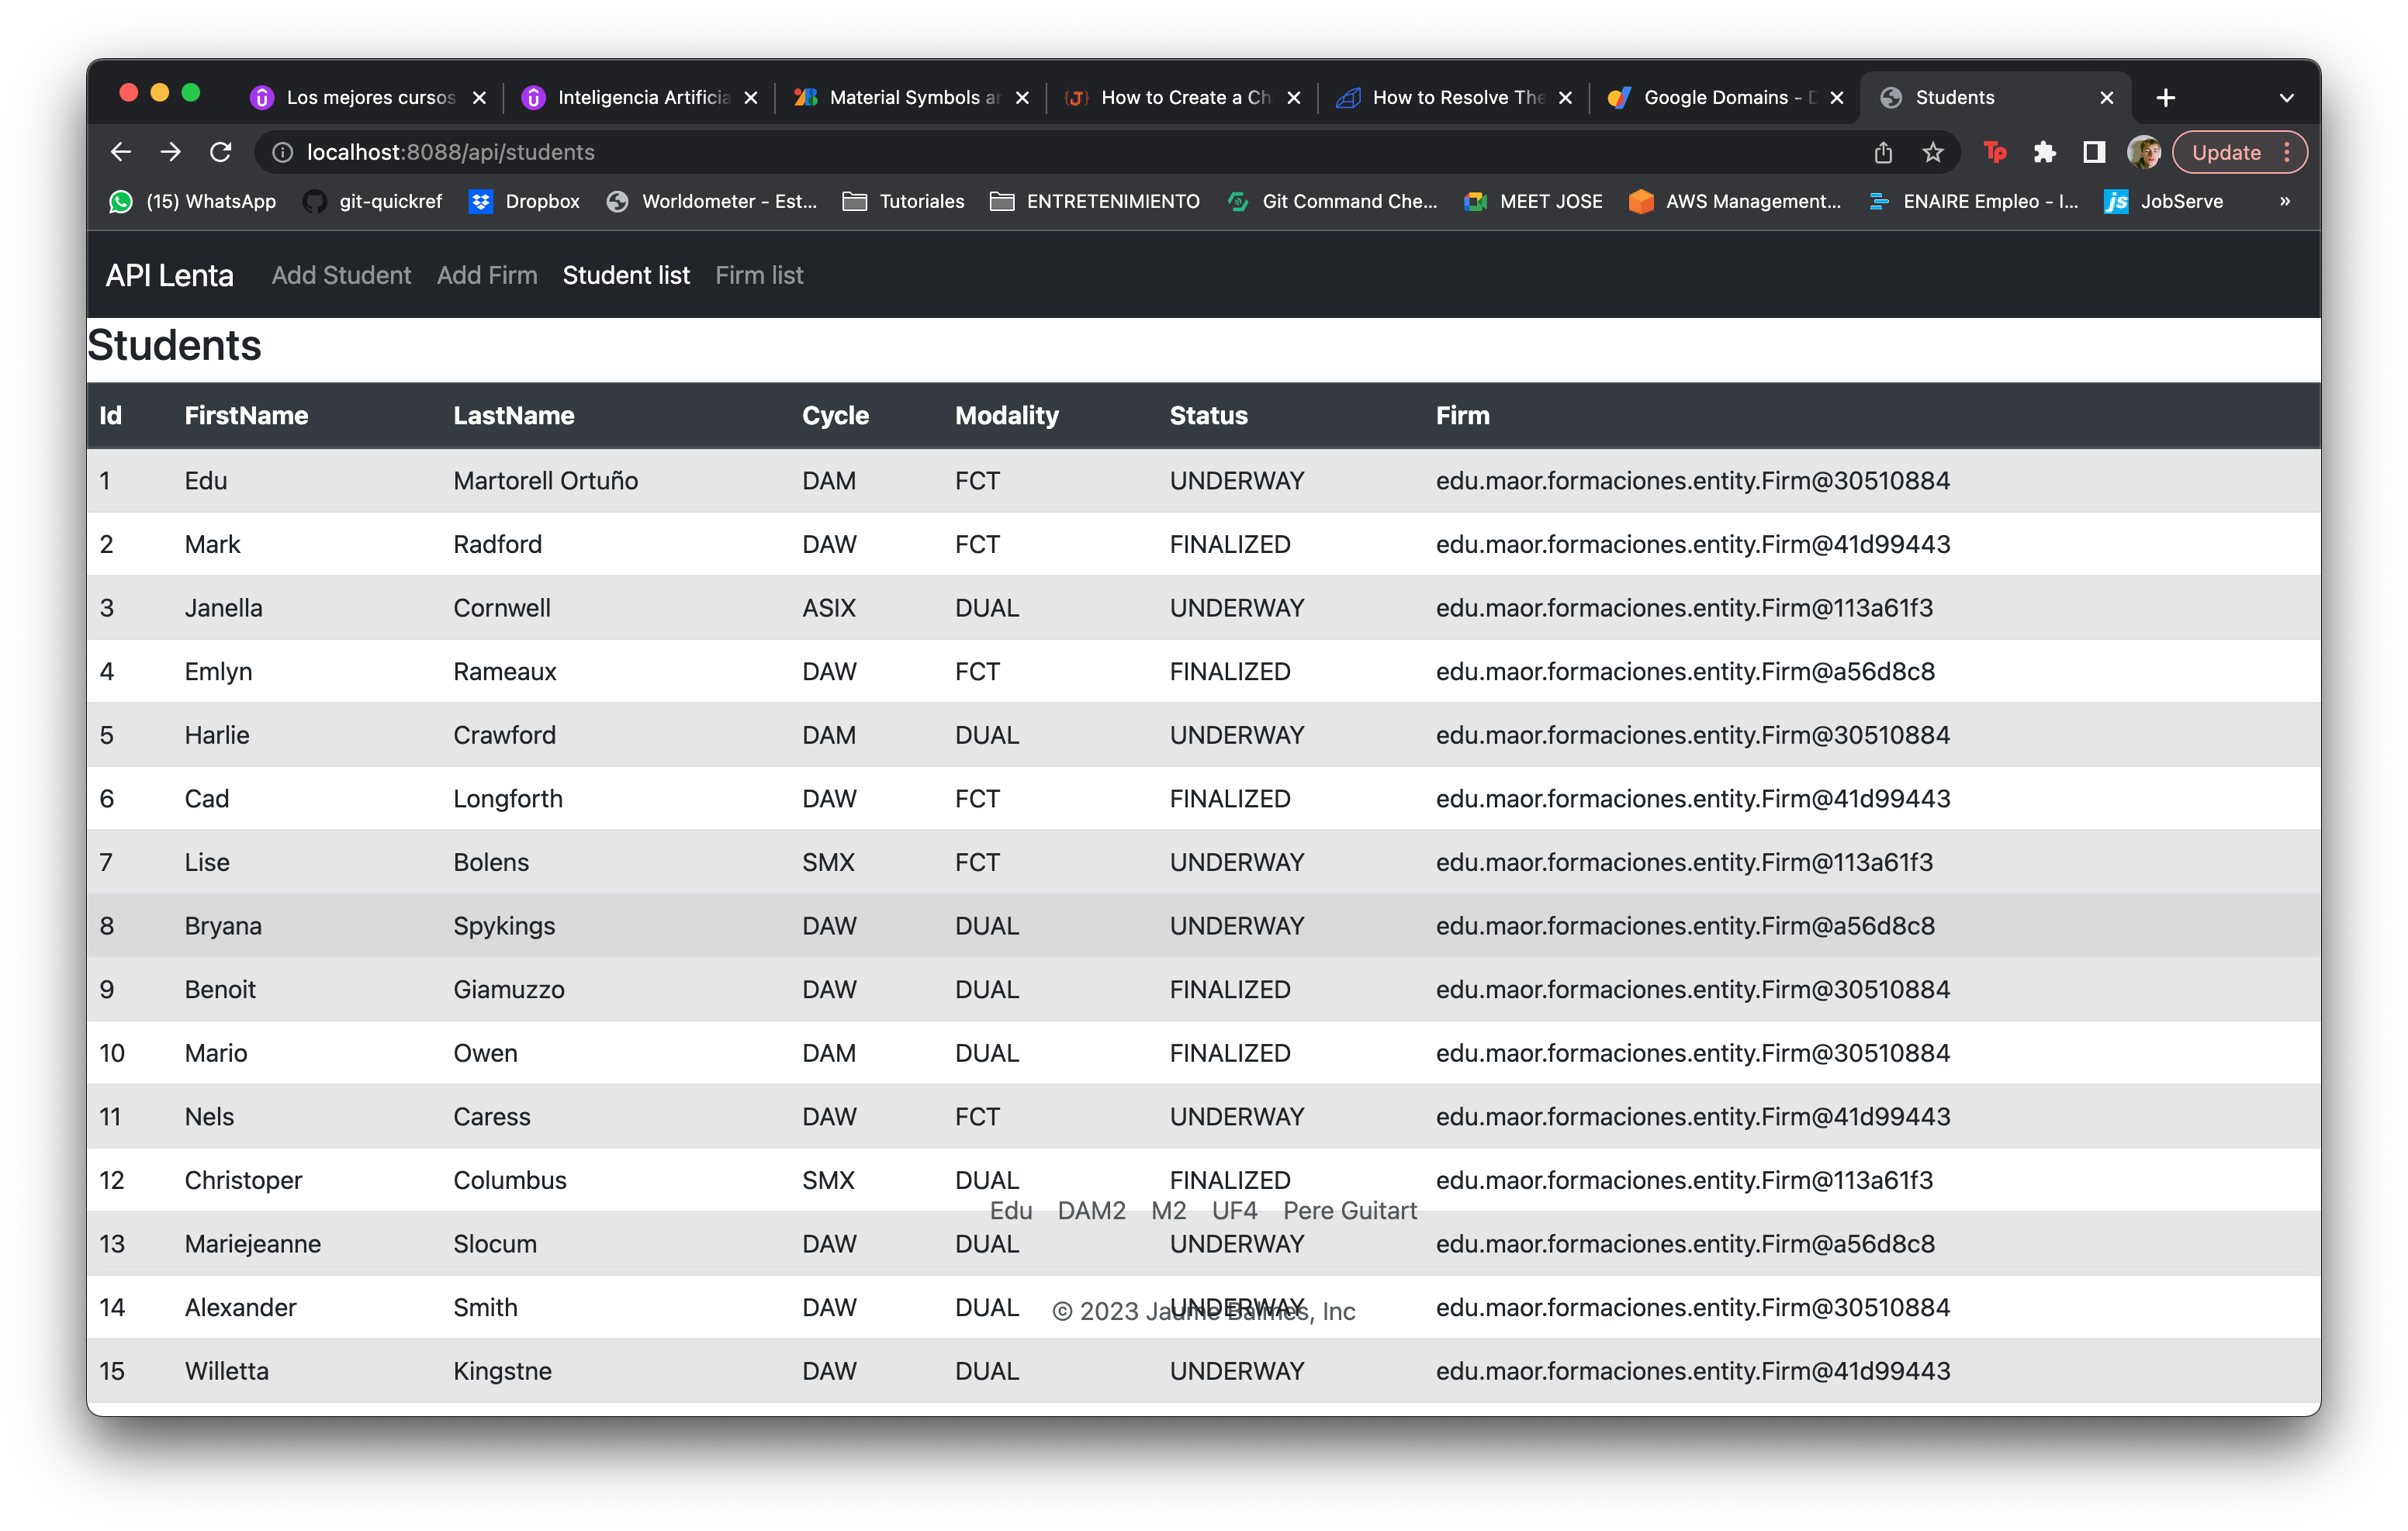 Los mejores cursos Inteligencia Artificia Material Symbols ar How to Create a Ch How to Resolve The Google Domains - D Students
localhost:8088/api/students Tp Update
(15) WhatsApp git-quickref Dropbox Worldometer - Est... Tutoriales ENTRETENIMIENTO Git Command Che... MEET JOSE AWS Management... ENAIRE Empleo - I... js JobServe »
API Lenta Add Student Add Firm Student list Firm list
Students
Id FirstName LastName Cycle Modality Status Firm
1 Edu Martorell Ortuño DAM FCT UNDERWAY edu.maor.formaciones.entity.Firm@30510884
2 Mark Radford DAW FCT FINALIZED edu.maor.formaciones.entity.Firm@41d99443
3 Janella Cornwell ASIX DUAL UNDERWAY edu.maor.formaciones.entity.Firm@113a61f3
4 Emlyn Rameaux DAW FCT FINALIZED edu.maor.formaciones.entity.Firm@a56d8c8
5 Harlie Crawford DAM DUAL UNDERWAY edu.maor.formaciones.entity.Firm@30510884
6 Cad Longforth DAW FCT FINALIZED edu.maor.formaciones.entity.Firm@41d99443
7 Lise Bolens SMX FCT UNDERWAY edu.maor.formaciones.entity.Firm@113a61f3
8 Bryana Spykings DAW DUAL UNDERWAY edu.maor.formaciones.entity.Firm@a56d8c8
9 Benoit Giamuzzo DAW DUAL FINALIZED edu.maor.formaciones.entity.Firm@30510884
10 Mario Owen DAM DUAL FINALIZED edu.maor.formaciones.entity.Firm@30510884
11 Nels Caress DAW FCT UNDERWAY edu.maor.formaciones.entity.Firm@41d99443
12 Christoper Columbus SMX DUAL FINALIZED edu.maor.formaciones.entity.Firm@113a61f3
Edu DAM2 M2 UF4 Pere Guitart
13 Mariejeanne Slocum DAW DUAL UNDERWAY edu.maor.formaciones.entity.Firm@a56d8c8
14 Alexander Smith DAW DUAL UNDERWAY edu.maor.formaciones.entity.Firm@30510884
© 2023 Jaume Balmes, Inc
15 Willetta Kingstne DAW DUAL UNDERWAY edu.maor.formaciones.entity.Firm@41d99443